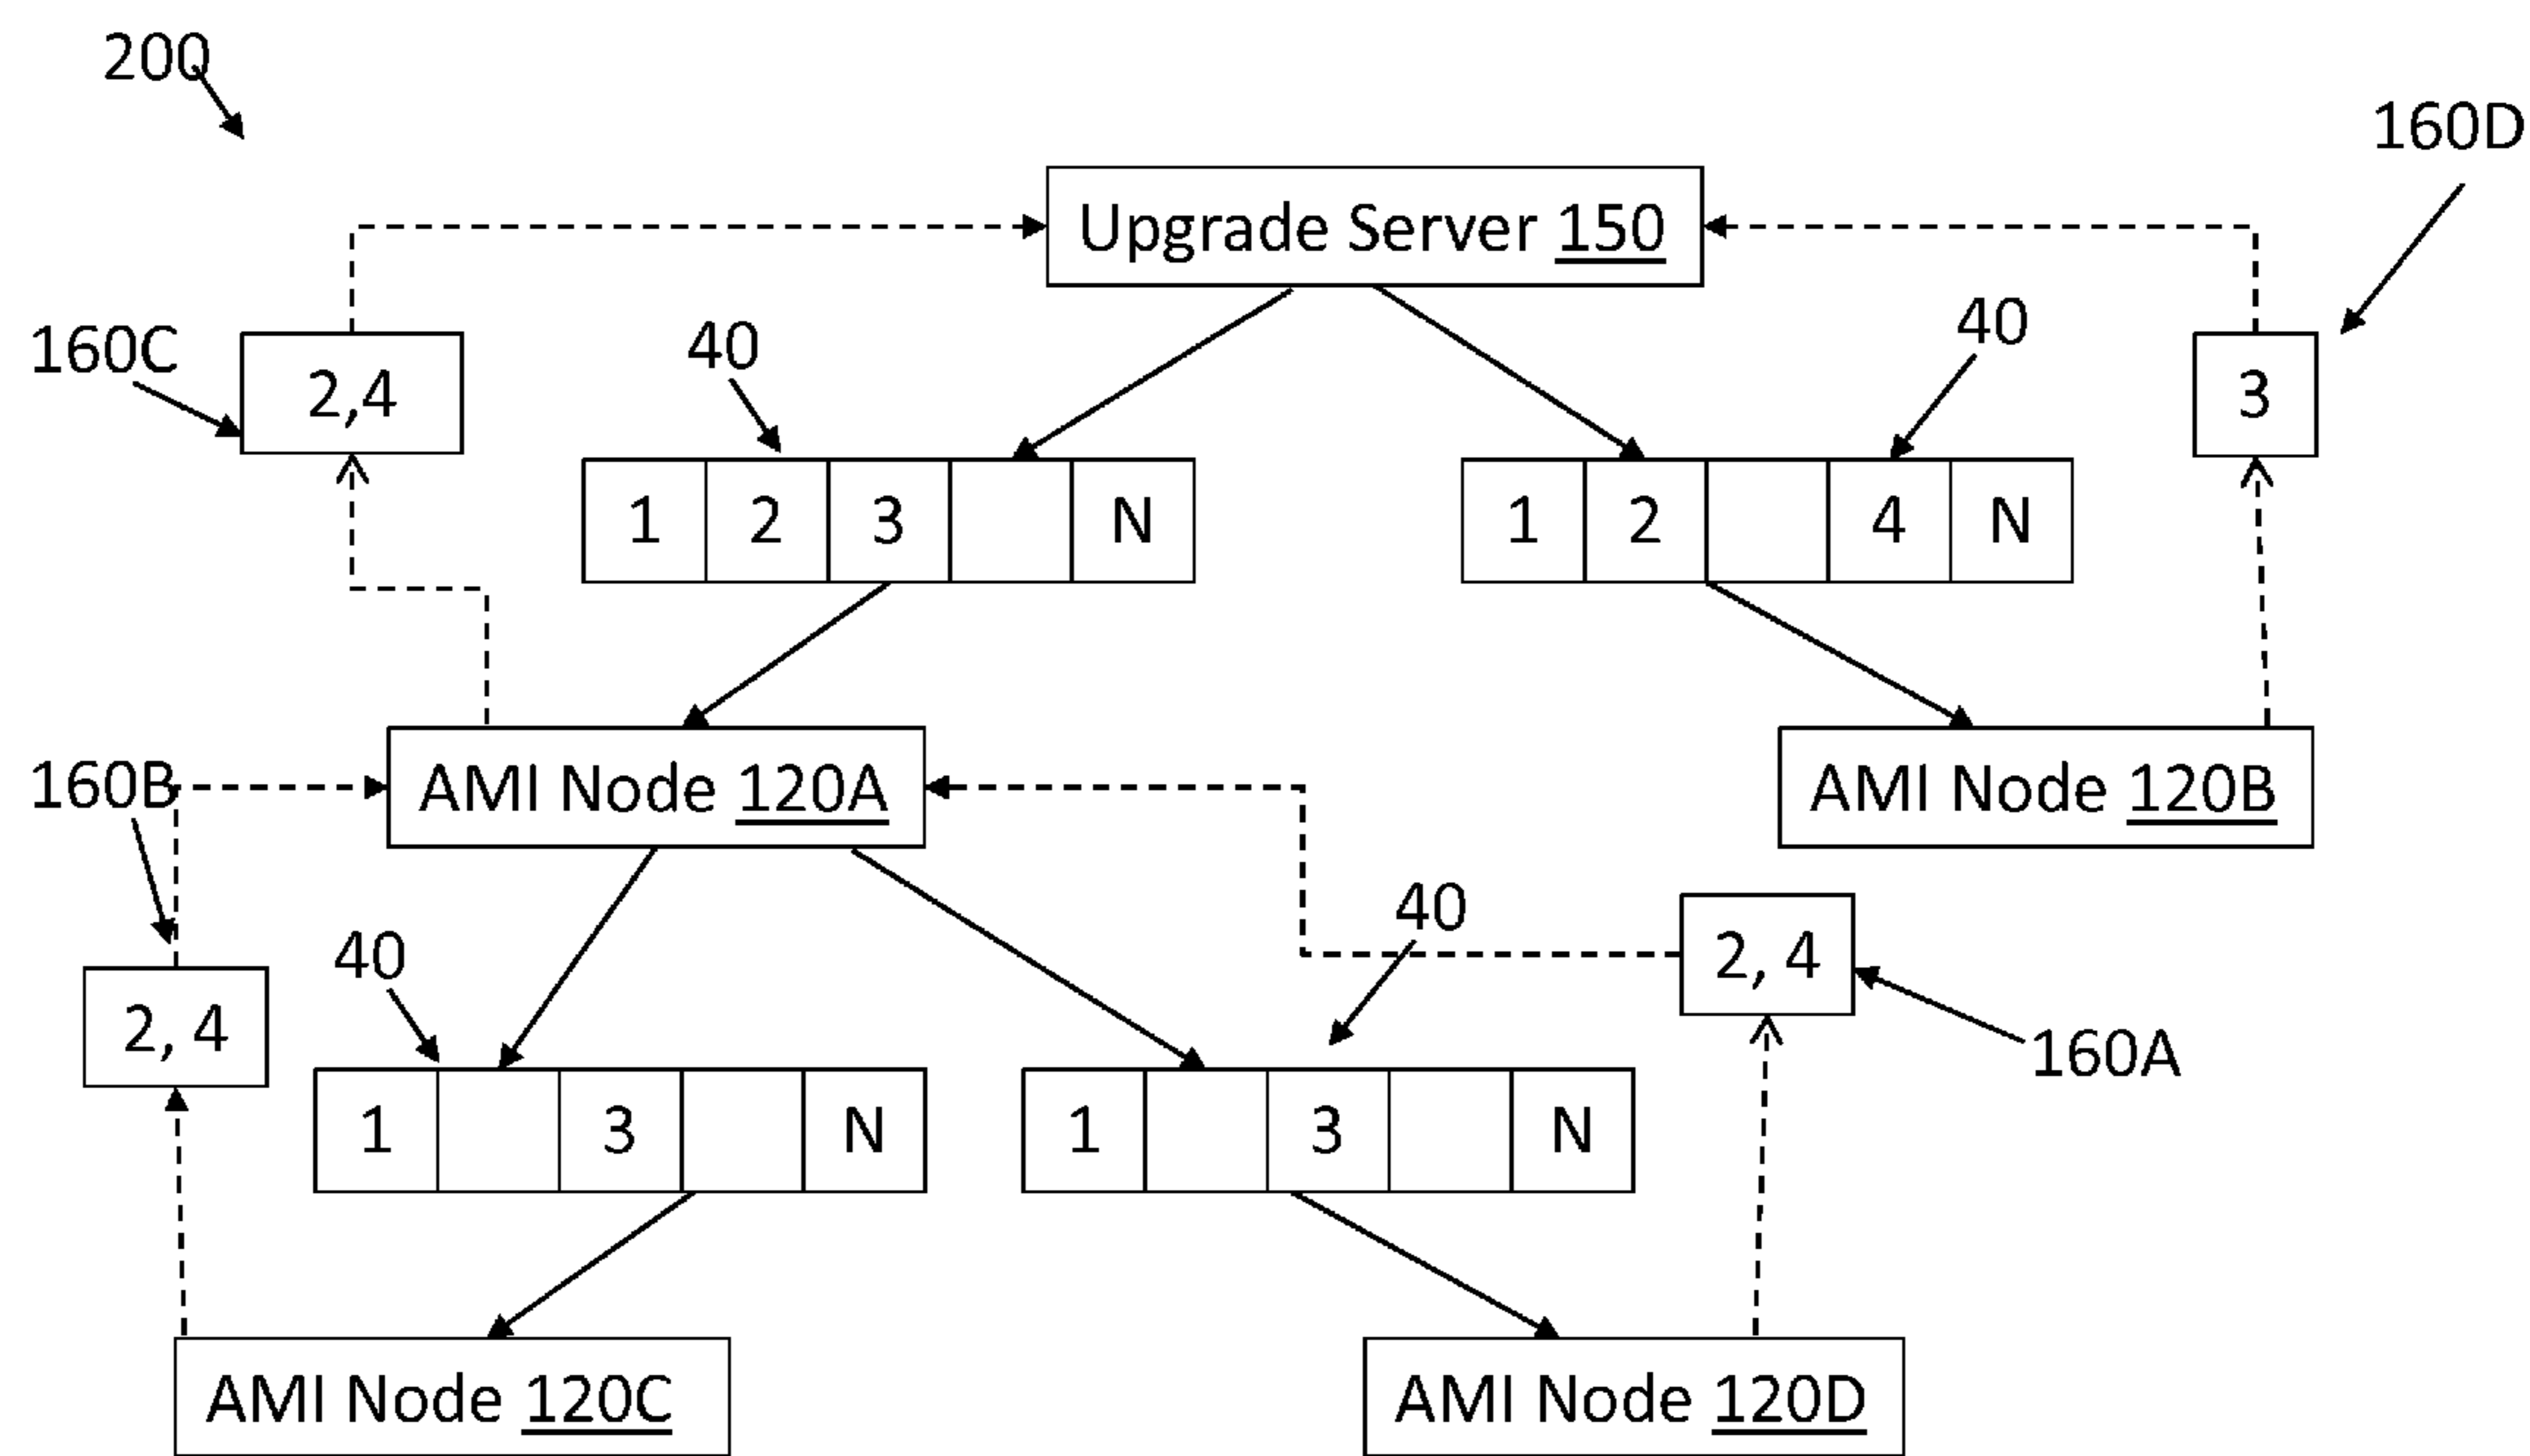 200
160D
Upgrade Server 150
160C
40
40
2,4
3
1 2 3 N
1 2 4 N
160B
AMI Node 120A
AMI Node 120B
40
40
2, 4
2, 4
160A
1 3 N
1 3 N
AMI Node 120C
AMI Node 120D